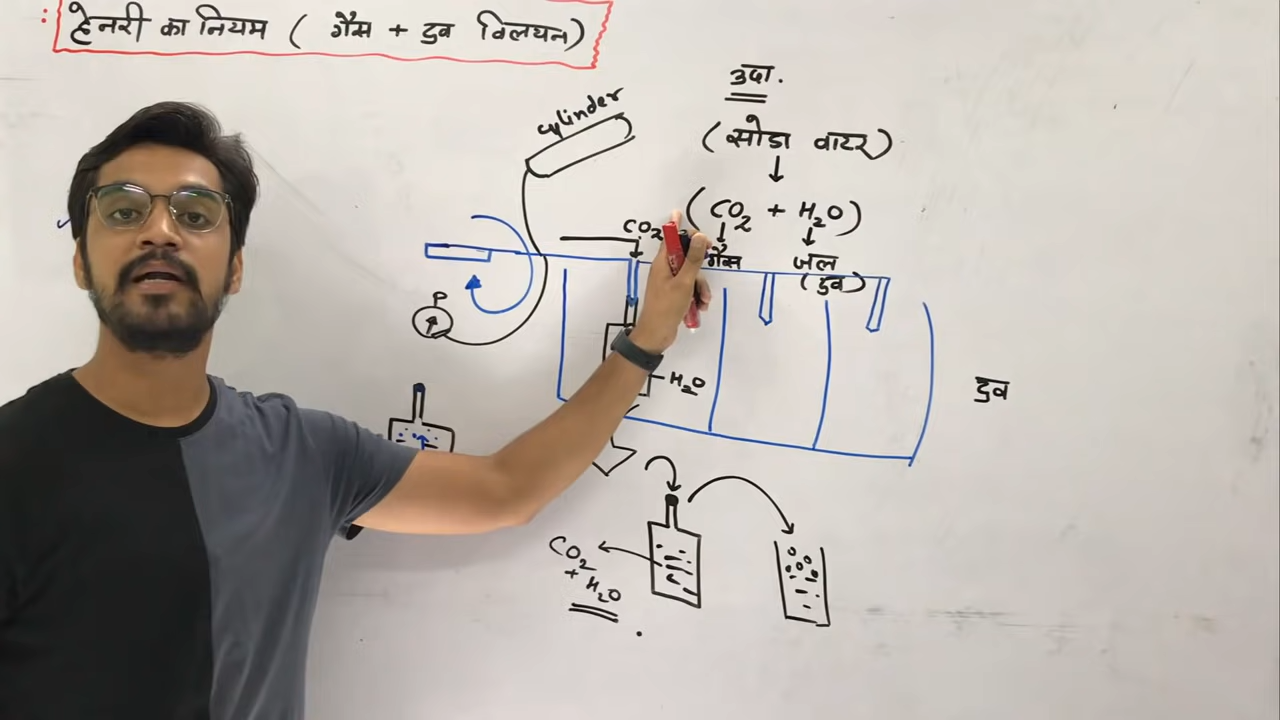 : हेनरी का नियम ( गैस + द्रव विलयन )
उदा.
cylinder
( सोडा वाटर )
( CO₂ + H₂O )
CO₂
गैस
जल
( द्रव )
P
H₂O
द्रव
CO₂
+ H₂O